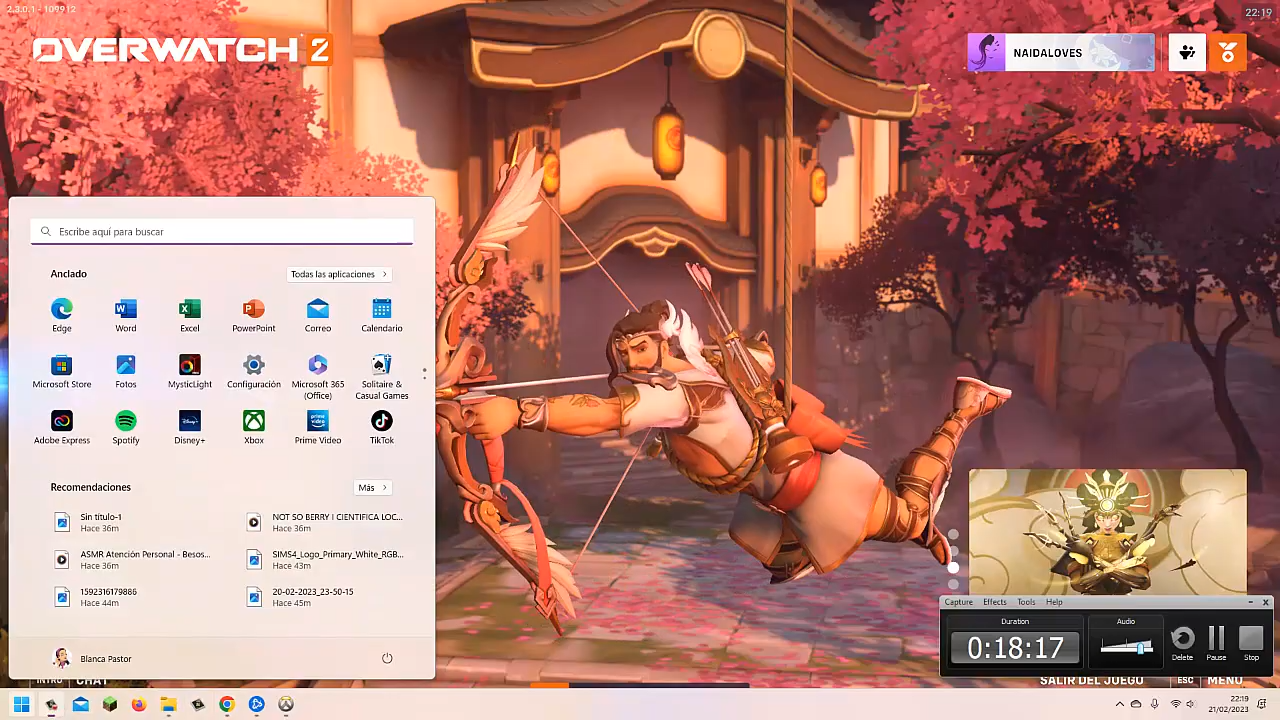 2.3.0.1 - 109912
22:19
OVERWATCH 2
NAIDALOVES
Escribe aquí para buscar
Anclado
Todas las aplicaciones
Edge
Word
Excel
PowerPoint
Correo
Calendario
Microsoft Store
Fotos
MysticLight
Configuración
Microsoft 365
(Office)
Solitaire &
Casual Games
Adobe Express
Spotify
Disney+
Xbox
Prime Video
TikTok
Recomendaciones
Más
Sin título-1
Hace 36m
NOT SO BERRY I CIENTIFICA LOC...
Hace 36m
ASMR Atención Personal - Besos...
Hace 36m
SIMS4_Logo_Primary_White_RGB...
Hace 43m
1592316179886
Hace 44m
20-02-2023_23-50-15
Hace 45m
Blanca Pastor
Capture Effects Tools Help
Duration
0:18:17
Audio
Delete
Pause
Stop
INTRO CHAT
SALIR DEL JUEGO ESC MENÚ
22:19
21/02/2023